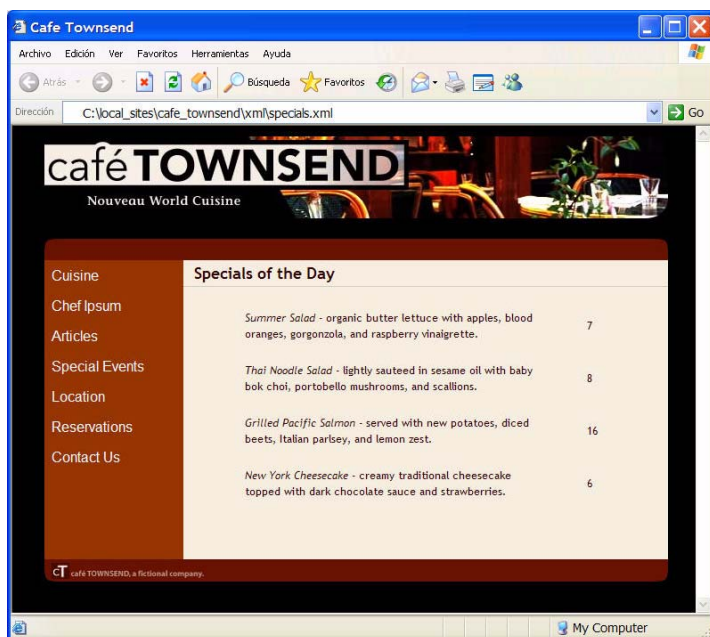 Cafe Townsend
Archivo Edición Ver Favoritos Herramientas Ayuda
Atrás Búsqueda Favoritos
Dirección C:\local_sites\cafe_townsend\xml\specials.xml Go
café TOWNSEND
Nouveau World Cuisine
Cuisine
Chef Ipsum
Articles
Special Events
Location
Reservations
Contact Us
Specials of the Day
Summer Salad - organic butter lettuce with apples, blood
oranges, gorgonzola, and raspberry vinaigrette.
7
Thai Noodle Salad - lightly sauteed in sesame oil with baby
bok choi, portobello mushrooms, and scallions.
8
Grilled Pacific Salmon - served with new potatoes, diced
beets, Italian parlsey, and lemon zest.
16
New York Cheesecake - creamy traditional cheesecake
topped with dark chocolate sauce and strawberries.
6
cT café TOWNSEND, a fictional company.
My Computer